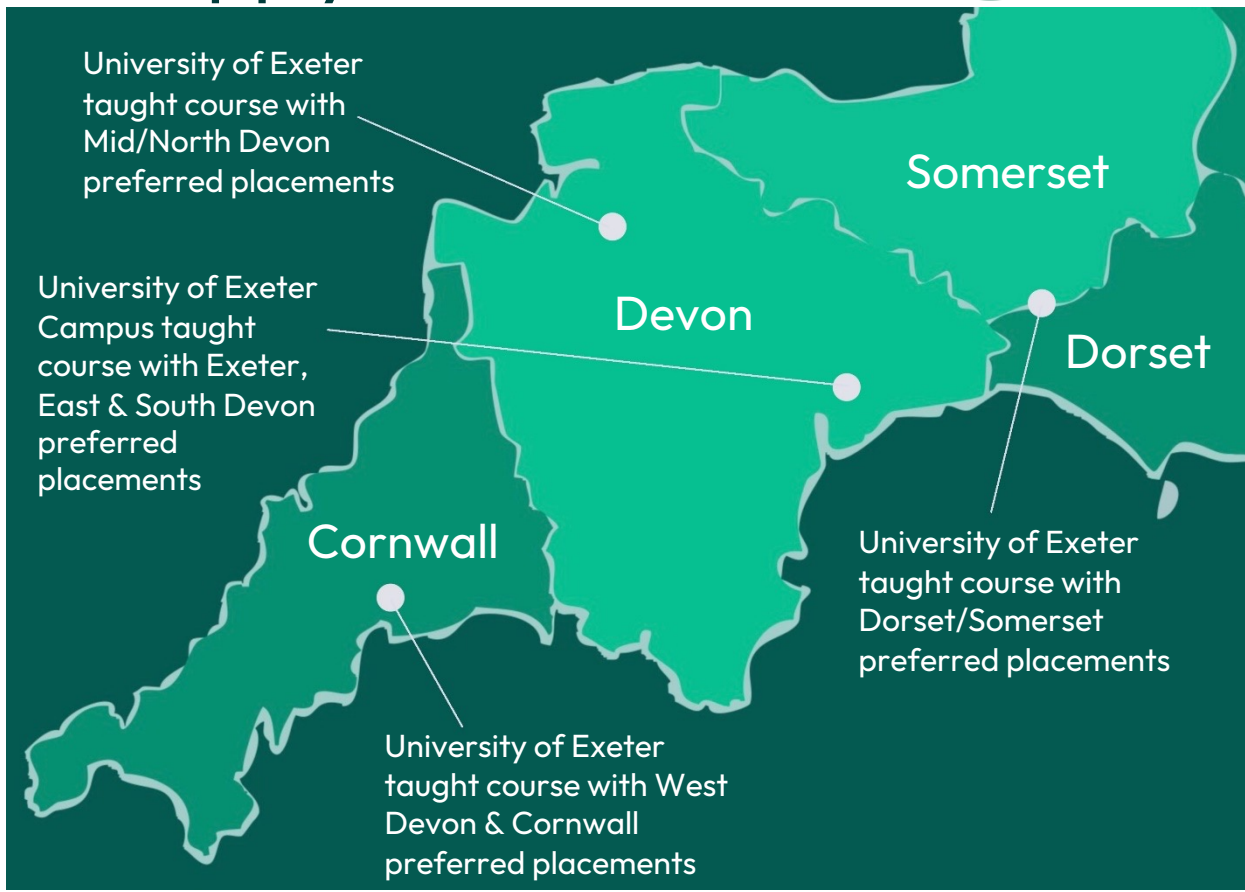 University of Exeter
taught course with
Mid/North Devon
preferred placements
Somerset
University of Exeter
Campus taught
course with Exeter,
East & South Devon
preferred
placements
Devon
Dorset
Cornwall
University of Exeter
taught course with
Dorset/Somerset
preferred placements
University of Exeter
taught course with West
Devon & Cornwall
preferred placements